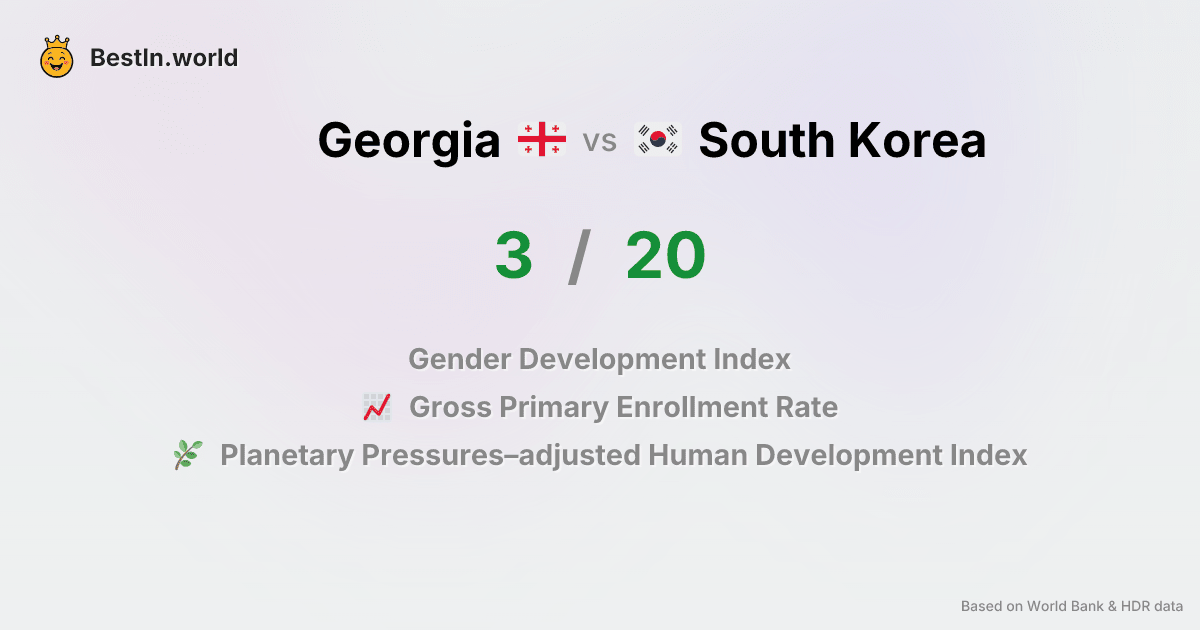 BestIn.world
Georgia vs South Korea
3 / 20
Gender Development Index
Gross Primary Enrollment Rate
Planetary Pressures–adjusted Human Development Index
Based on World Bank & HDR data